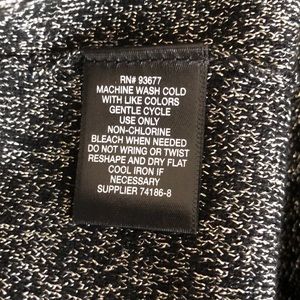 RN# 93677
MACHINE WASH COLD
WITH LIKE COLORS
GENTLE CYCLE
USE ONLY
NON-CHLORINE
BLEACH WHEN NEEDED
DO NOT WRING OR TWIST
RESHAPE AND DRY FLAT
COOL IRON IF
NECESSARY
SUPPLIER 74186-8